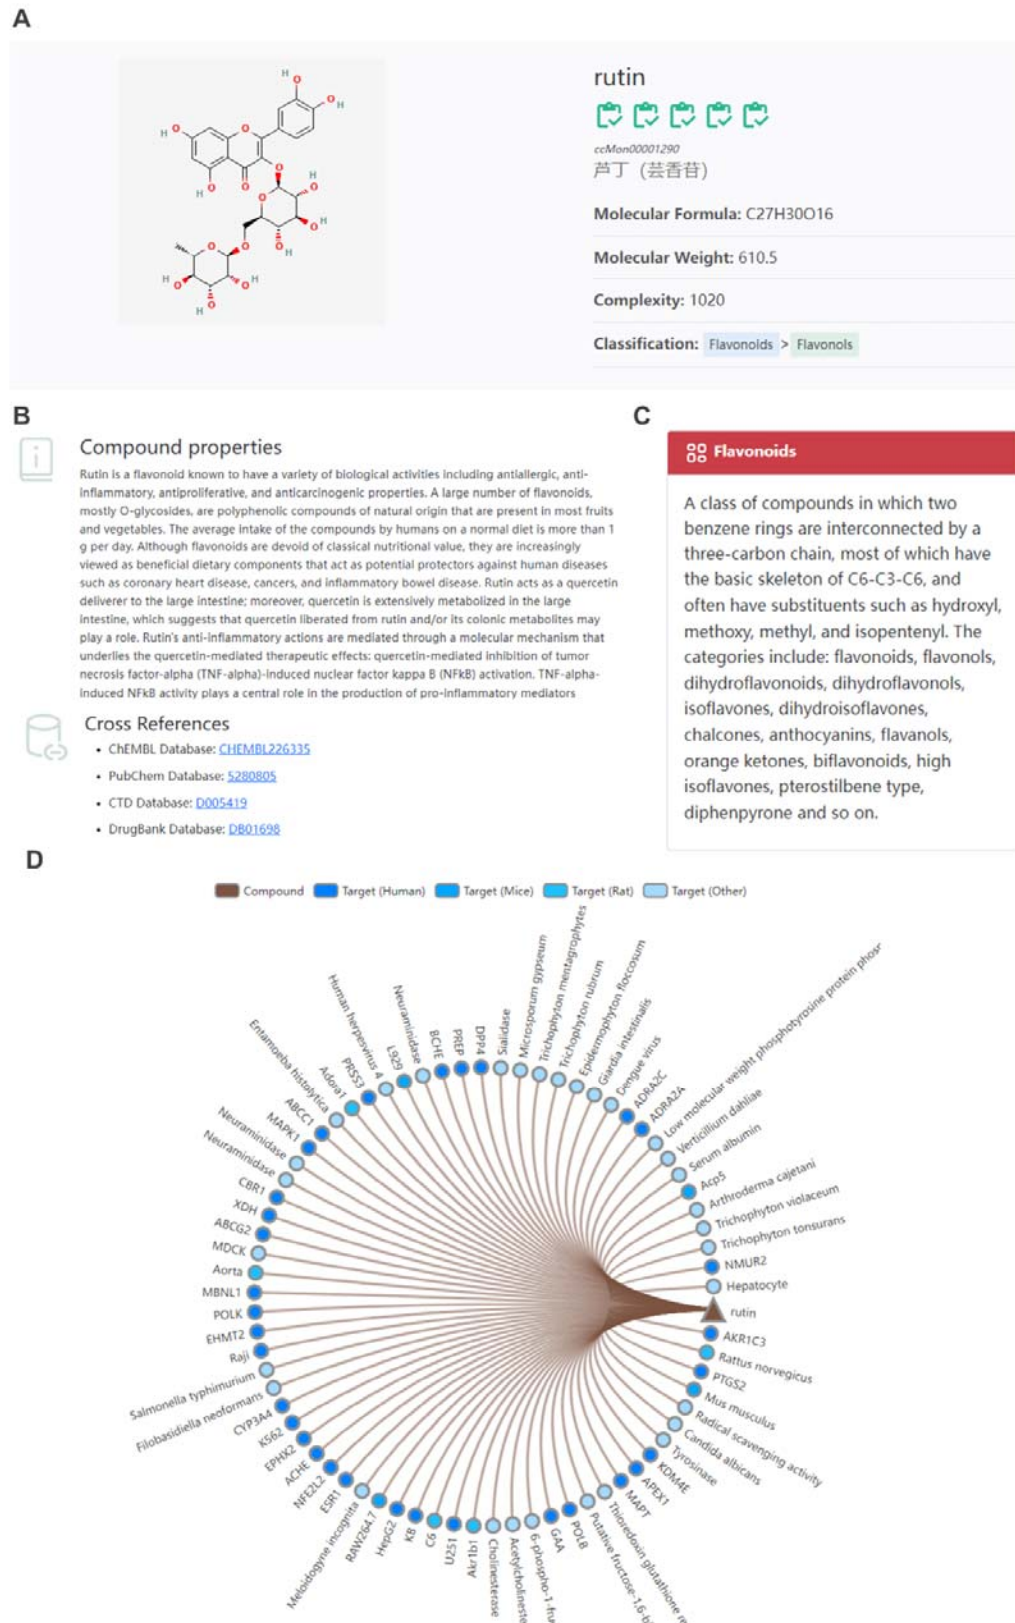 A
rutin
ccMon00001290
芦丁 (芸香苷)
Molecular Formula: C27H30O16
Molecular Weight: 610.5
Complexity: 1020
Classification: Flavonoids > Flavonols
B
Compound properties
Rutin is a flavonoid known to have a variety of biological activities including antiallergic, anti-
inflammatory, antiproliferative, and anticarcinogenic properties. A large number of flavonoids,
mostly O-glycosides, are polyphenolic compounds of natural origin that are present in most fruits
and vegetables. The average intake of the compounds by humans on a normal diet is more than 1
g per day. Although flavonoids are devoid of classical nutritional value, they are increasingly
viewed as beneficial dietary components that act as potential protectors against human diseases
such as coronary heart disease, cancers, and inflammatory bowel disease. Rutin acts as a quercetin
deliverer to the large intestine; moreover, quercetin is extensively metabolized in the large
intestine, which suggests that quercetin liberated from rutin and/or its colonic metabolites may
play a role. Rutin's anti-inflammatory actions are mediated through a molecular mechanism that
underlies the quercetin-mediated therapeutic effects: quercetin-mediated inhibition of tumor
necrosis factor-alpha (TNF-alpha)-induced nuclear factor kappa B (NFkB) activation. TNF-alpha-
induced NFkB activity plays a central role in the production of pro-inflammatory mediators
Cross References
• ChEMBL Database: CHEMBL226335
• PubChem Database: 5280805
• CTD Database: D005419
• DrugBank Database: DB01698
C
Flavonoids
A class of compounds in which two
benzene rings are interconnected by a
three-carbon chain, most of which have
the basic skeleton of C6-C3-C6, and
often have substituents such as hydroxyl,
methoxy, methyl, and isopentenyl. The
categories include: flavonoids, flavonols,
dihydroflavonoids, dihydroflavonols,
isoflavones, dihydroisoflavones,
chalcones, anthocyanins, flavanols,
orange ketones, biflavonoids, high
isoflavones, pterostilbene type,
diphenpyrone and so on.
D
Compound
Target (Human)
Target (Mice)
Target (Rat)
Target (Other)
Salmonella typhimurium
Filobasidiella neoformans
Raji
EHMT2
POLK
MBNL1
Aorta
MDCK
ABCG2
XDH
CBR1
Neuraminidase
Neuraminidase
MAPK1
ABCC1
Entamoeba histolytica
Adora1
PRSS3
Human herpesvirus 4
L929
Neuraminidase
BCHE
PREP
DPP4
Sialidase
Microsporum gypseum
Trichophyton mentagrophytes
Trichophyton rubrum
Epidermophyton floccosum
Giardia intestinalis
Dengue virus
ADRA2C
ADRA2A
Low molecular weight phosphotyrosine protein phosp
Verticillium dahliae
Serum albumin
Acp5
Arthroderma cajetani
Trichophyton violaceum
Trichophyton tonsurans
NMUR2
Hepatocyte
rutin
AKR1C3
Rattus norvegicus
PTGS2
Mus musculus
Radical scavenging activity
Candida albicans
Tyrosinase
KDM4E
APEX1
MAPT
Thioredoxin glutathione re
Putative fructose-1,6-b
POLB
GAA
6-phospho-1-fru
Acetylcholineste
Cholinesterase
Akr1b1
U251
C6
KB
HepG2
RAW264.7
Meloidogyne incognita
ESR1
NFE2L2
ACHE
EPHX2
K562
CYP3A4